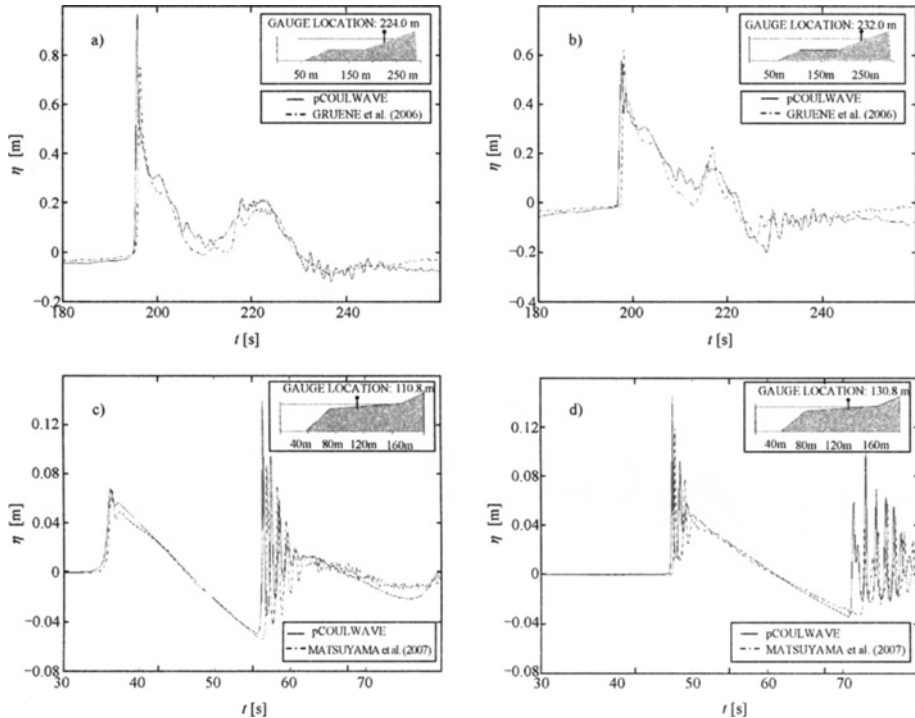 a)
GAUGE LOCATION: 224.0 m
50 m 150 m 250 m
pCOULWAVE
GRUENE et al. (2006)
1
0.8
0.6
0.4
0.2
0
−0.2
η [m]
180 200 220 240
t [s]
b)
GAUGE LOCATION: 232.0 m
50m 150m 250m
pCOULWAVE
GRUENE et al. (2006)
0.6
0.4
0.2
0
−0.2
−0.4
η [m]
180 200 220 240
t [s]
c)
GAUGE LOCATION: 110.8 m
40m 80m 120m 160m
0.12
0.08
0.04
0
−0.04
−0.08
η [m]
pCOULWAVE
MATSUYAMA et al. (2007)
30 40 50 60 70
t [s]
d)
GAUGE LOCATION: 130.8 m
40m 80m 120m 160m
0.12
0.08
0.04
0
−0.04
−0.08
η [m]
pCOULWAVE
MATSUYAMA et al. (2007)
30 40 50 60 70
t [s]